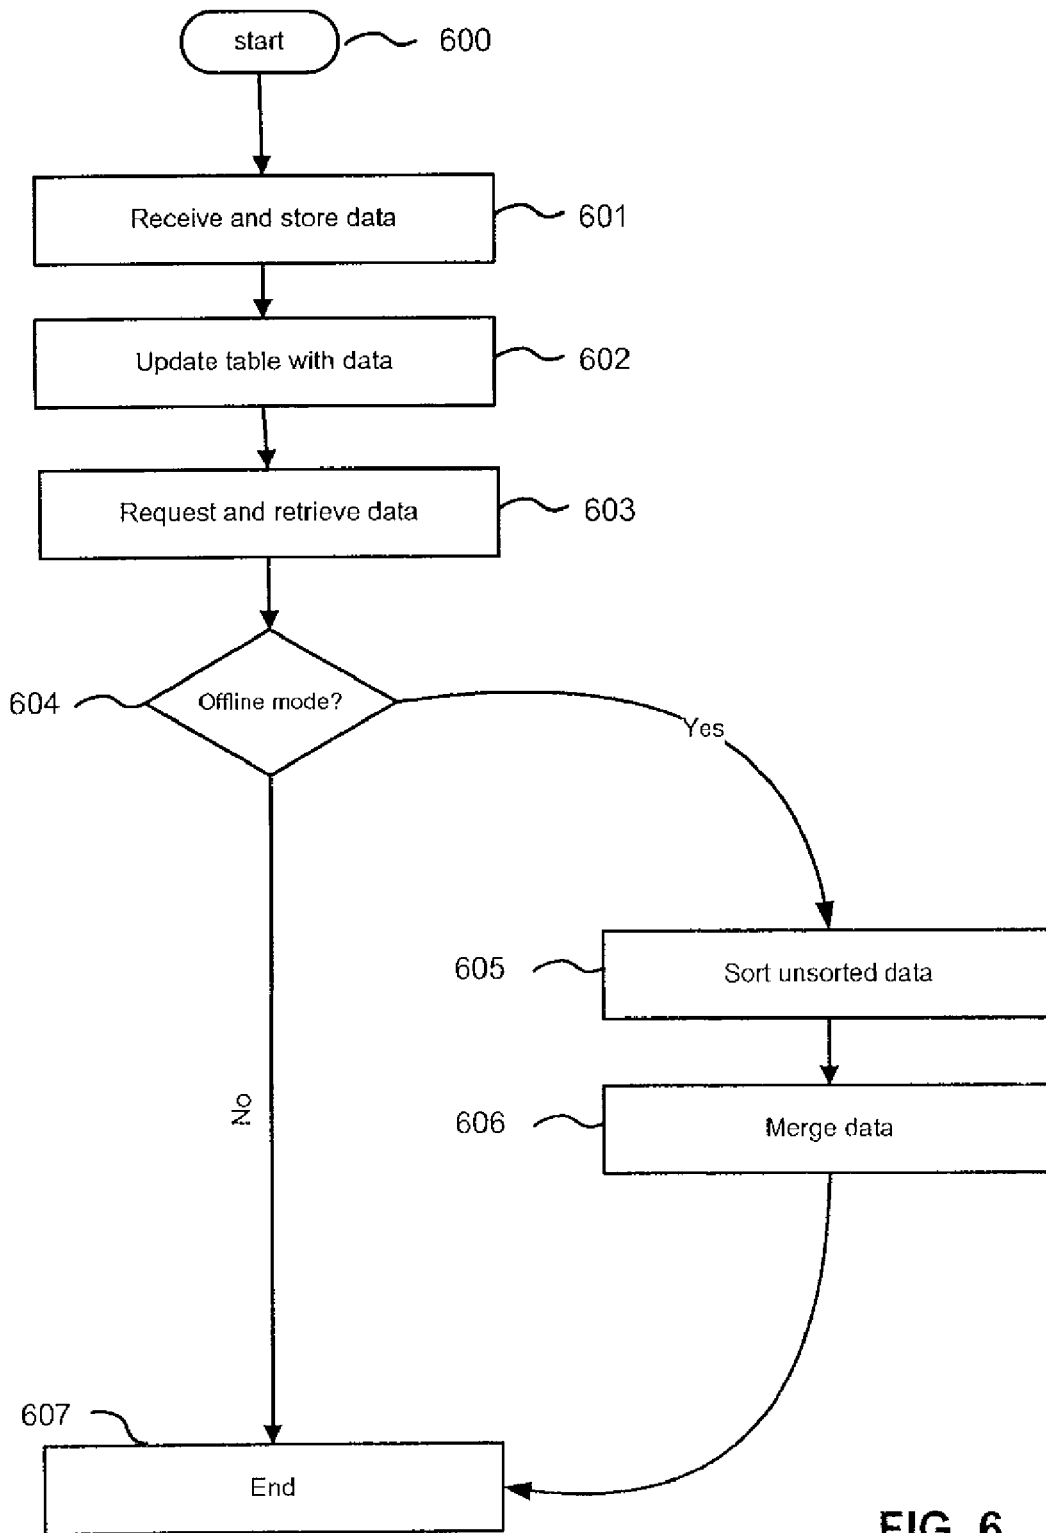 start
600
Receive and store data
601
Update table with data
602
Request and retrieve data
603
604
Offline mode?
Yes
605
Sort unsorted data
606
Merge data
No
607
End
FIG. 6